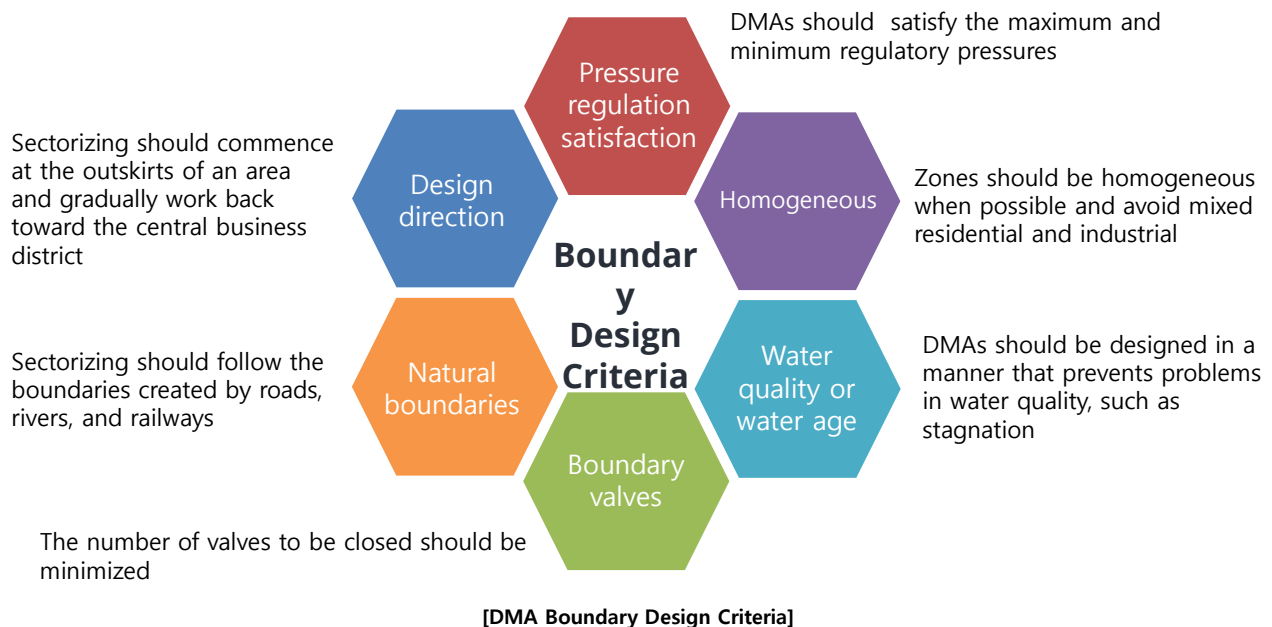 DMAs should satisfy the maximum and
minimum regulatory pressures
Pressure
regulation
satisfaction
Sectorizing should commence
at the outskirts of an area
and gradually work back
toward the central business
district
Design
direction
Homogeneous
Zones should be homogeneous
when possible and avoid mixed
residential and industrial
Boundar
y
Design
Criteria
Sectorizing should follow the
boundaries created by roads,
rivers, and railways
Natural
boundaries
Water
quality or
water age
DMAs should be designed in a
manner that prevents problems
in water quality, such as
stagnation
Boundary
valves
The number of valves to be closed should be
minimized
[DMA Boundary Design Criteria]